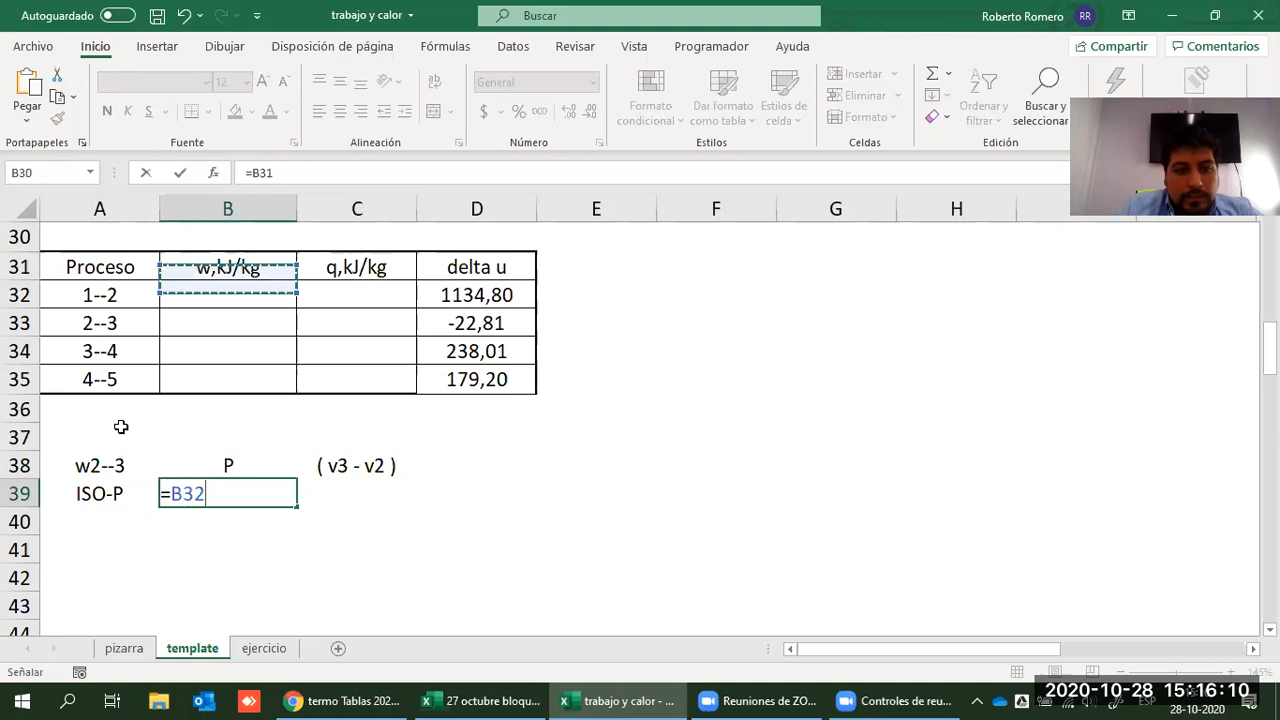 Autoguardado
trabajo y calor
Buscar
Roberto Romero
RR
Archivo Inicio Insertar Dibujar Disposición de página Fórmulas Datos Revisar Vista Programador Ayuda
Compartir
Comentarios
Pegar
12
N K S
General
$ % 000
Formato condicional
Dar formato como tabla
Estilos de celda
Insertar
Eliminar
Formato
Ordenar y filtrar
Buscar y seleccionar
Portapapeles Fuente Alineación Número Estilos Celdas Edición
B30 =B31
A B C D E F G H
30
31 Proceso w,kJ/kg q,kJ/kg delta u
32 1--2 1134,80
33 2--3 -22,81
34 3--4 238,01
35 4--5 179,20
36
37
38 w2--3 P ( v3 - v2 )
39 ISO-P =B32
40
41
42
43
44
pizarra template ejercicio
Señalar 145%
termo Tablas 202...
27 octubre bloqu...
trabajo y calor - ...
Reuniones de ZO...
Controles de reu...
ESP
2020-10-28 15:16:10
28-10-2020